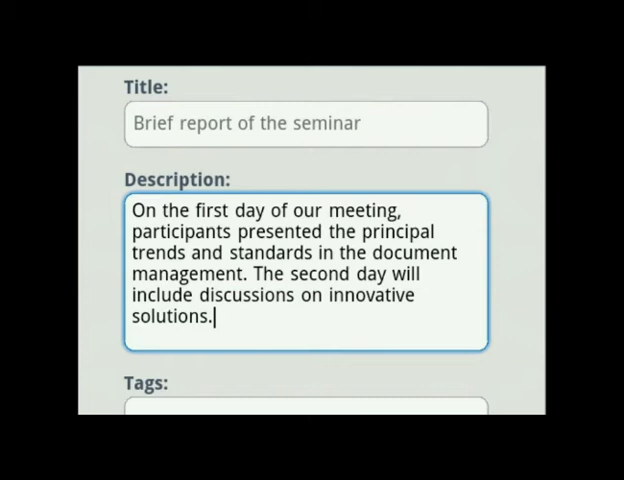 Title:
Brief report of the seminar
Description:
On the first day of our meeting,
participants presented the principal
trends and standards in the document
management. The second day will
include discussions on innovative
solutions.
Tags: